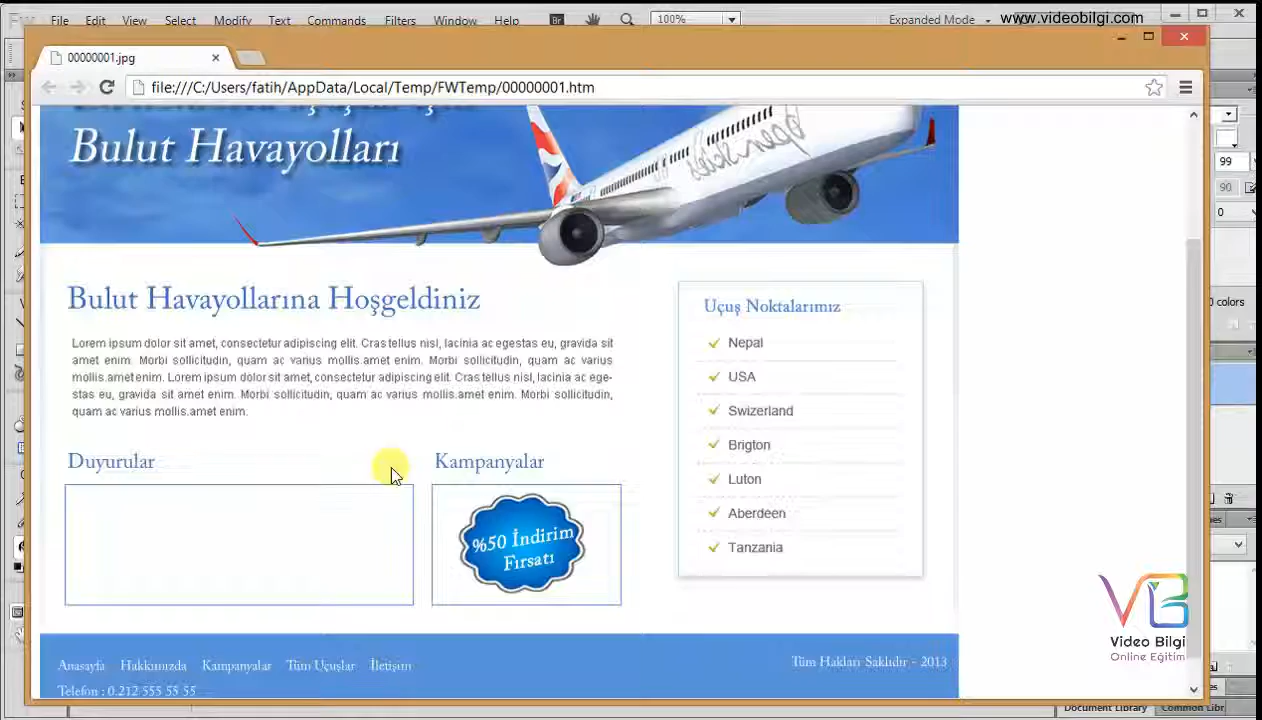 File Edit View Select Modify Text Commands Filters Window Help Br 100% Expanded Mode www.videobilgi.com
00000001.jpg
file:///C:/Users/fatih/AppData/Local/Temp/FWTemp/00000001.htm
Bulut Havayolları
99
90
0
0 colors
Bulut Havayollarına Hoşgeldiniz
Lorem ipsum dolor sit amet, consectetur adipiscing elit. Cras tellus nisl, lacinia ac egestas eu, gravida sit
amet enim. Morbi sollicitudin, quam ac varius mollis.amet enim. Morbi sollicitudin, quam ac varius
mollis.amet enim. Lorem ipsum dolor sit amet, consectetur adipiscing elit. Cras tellus nisl, lacinia ac ege-
stas eu, gravida sit amet enim. Morbi sollicitudin, quam ac varius mollis.amet enim. Morbi sollicitudin,
quam ac varius mollis.amet enim.
Duyurular
Kampanyalar
%50 İndirim
Fırsatı
Uçuş Noktalarımız
Nepal
USA
Swizerland
Brigton
Luton
Aberdeen
Tanzania
Anasayfa Hakkımızda Kampanyalar Tüm Uçuşlar İletişim
Telefon : 0.212 555 55 55
Tüm Hakları Saklıdır - 2013
VB
Video Bilgi
Online Eğitim
Document Library Common Libr